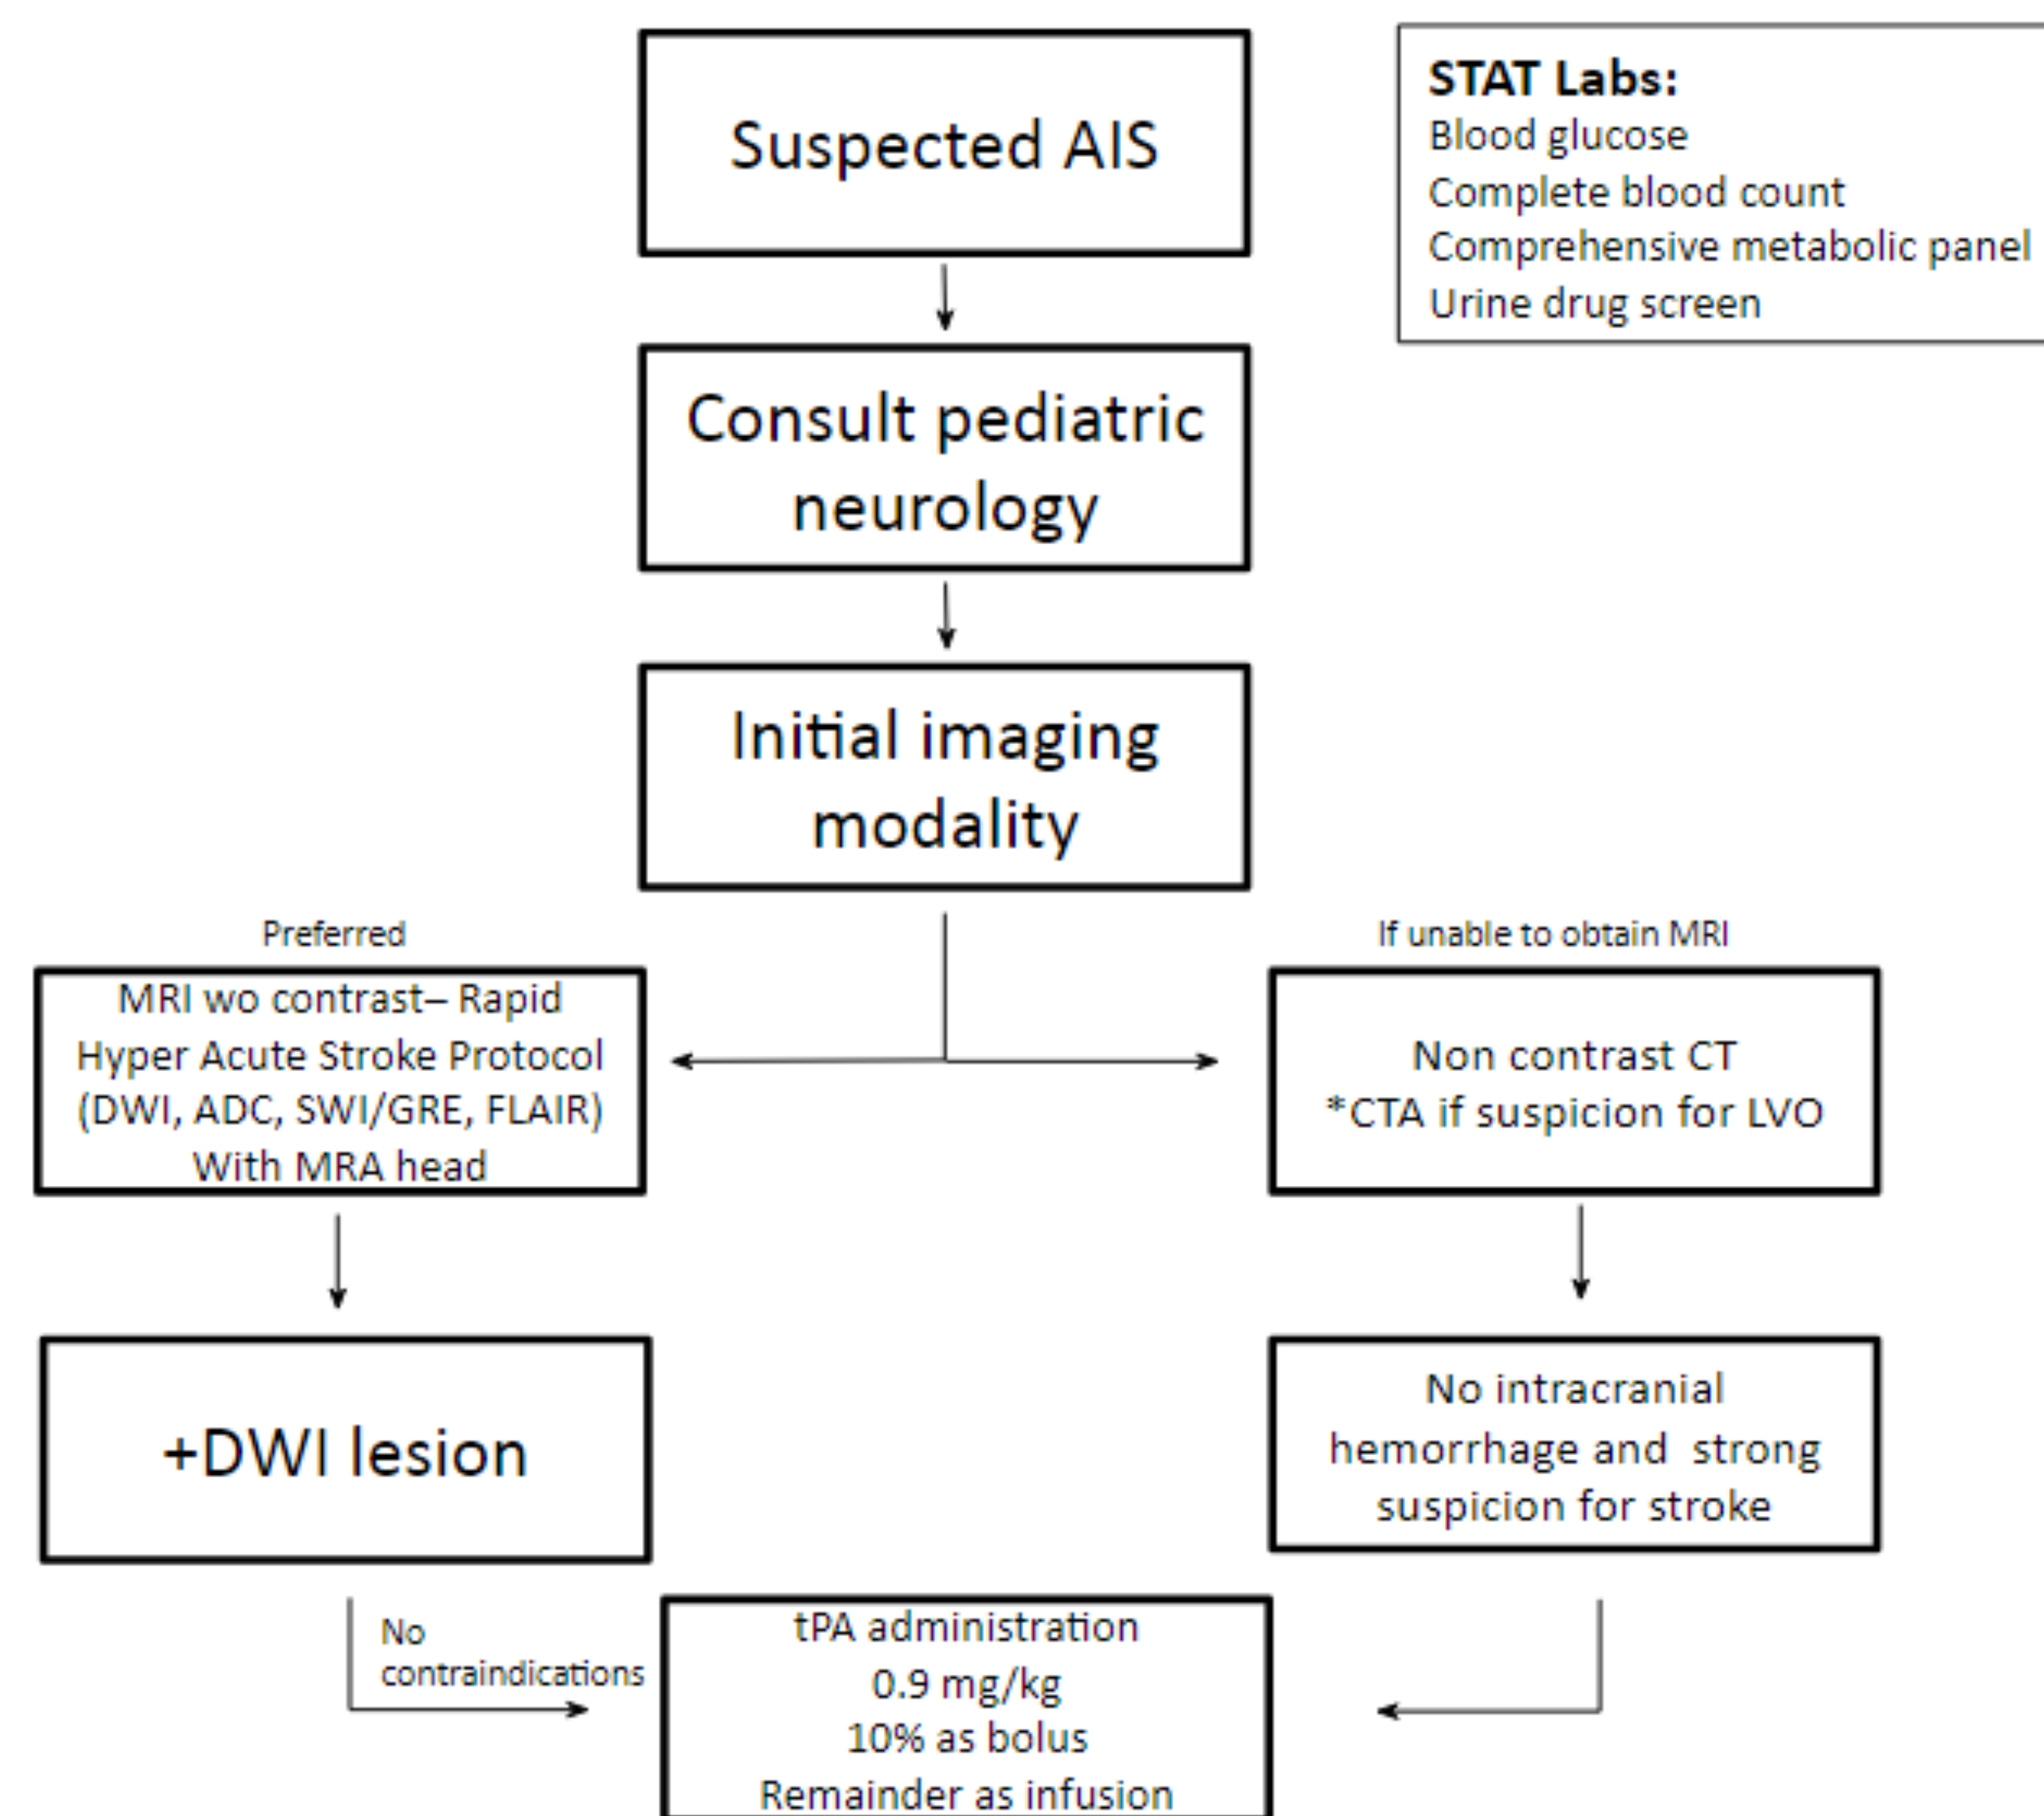 Suspected AIS
STAT Labs:
Blood glucose
Complete blood count
Comprehensive metabolic panel
Urine drug screen
Consult pediatric
neurology
Initial imaging
modality
Preferred
MRI wo contrast– Rapid
Hyper Acute Stroke Protocol
(DWI, ADC, SWI/GRE, FLAIR)
With MRA head
If unable to obtain MRI
Non contrast CT
*CTA if suspicion for LVO
+DWI lesion
No intracranial
hemorrhage and  strong
suspicion for stroke
No
contraindications
tPA administration
0.9 mg/kg
10% as bolus
Remainder as infusion